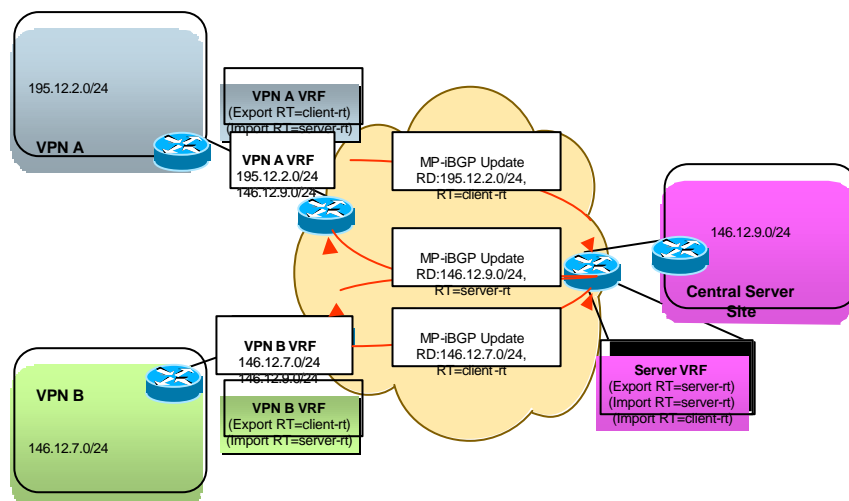 195.12.2.0/24
VPN A
VPN A VRF
(Export RT=client-rt)
(Import RT=server-rt)
VPN A VRF
195.12.2.0/24
146.12.9.0/24
MP-iBGP Update
RD:195.12.2.0/24,
RT=client-rt
MP-iBGP Update
RD:146.12.9.0/24,
RT=server-rt
MP-iBGP Update
RD:146.12.7.0/24,
RT=client-rt
146.12.9.0/24
Central Server
Site
VPN B VRF
146.12.7.0/24
146.12.9.0/24
VPN B
146.12.7.0/24
VPN B VRF
(Export RT=client-rt)
(Import RT=server-rt)
Server VRF
(Export RT=server-rt)
(Import RT=server-rt)
(Import RT=client-rt)